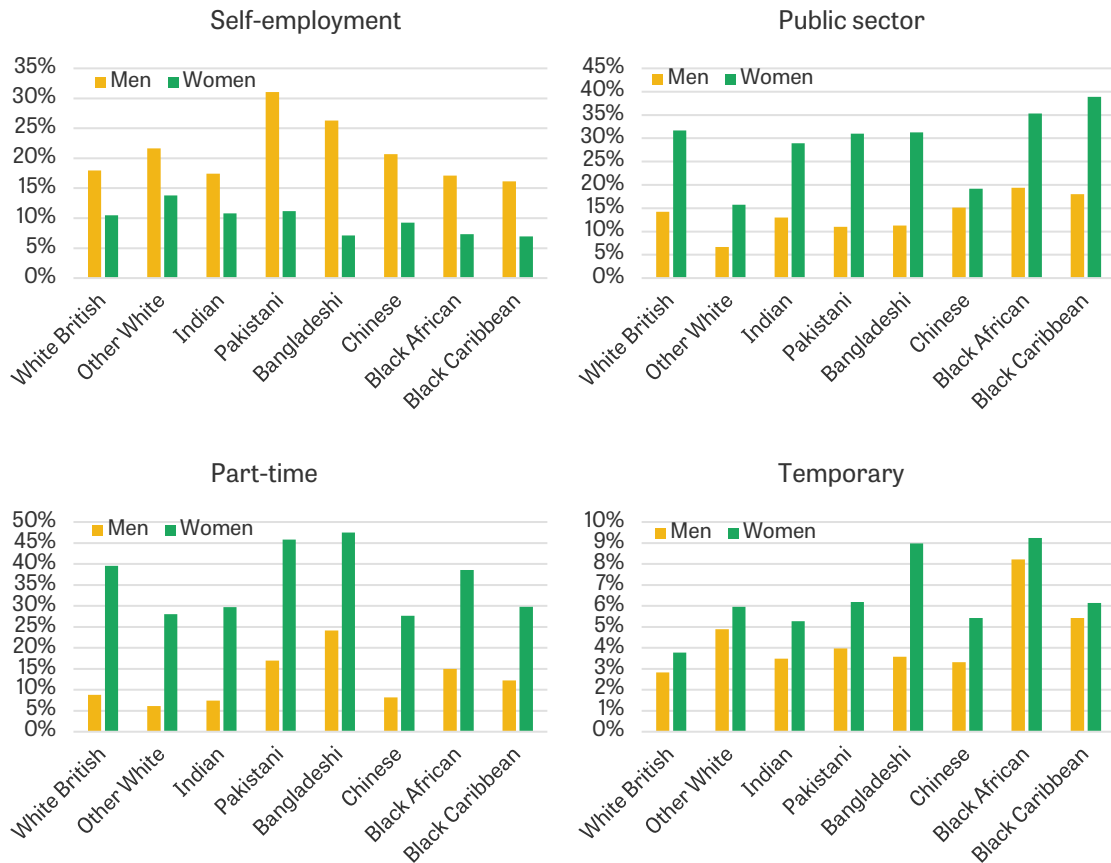 Self-employment
35%
30%
25%
20%
15%
10%
5%
0%
Men Women
White British
Other White
Indian
Pakistani
Bangladeshi
Chinese
Black African
Black Caribbean
Public sector
45%
40%
35%
30%
25%
20%
15%
10%
5%
0%
Men Women
White British
Other White
Indian
Pakistani
Bangladeshi
Chinese
Black African
Black Caribbean
Part-time
50%
45%
40%
35%
30%
25%
20%
15%
10%
5%
0%
Men Women
White British
Other White
Indian
Pakistani
Bangladeshi
Chinese
Black African
Black Caribbean
Temporary
10%
9%
8%
7%
6%
5%
4%
3%
2%
1%
0%
Men Women
White British
Other White
Indian
Pakistani
Bangladeshi
Chinese
Black African
Black Caribbean